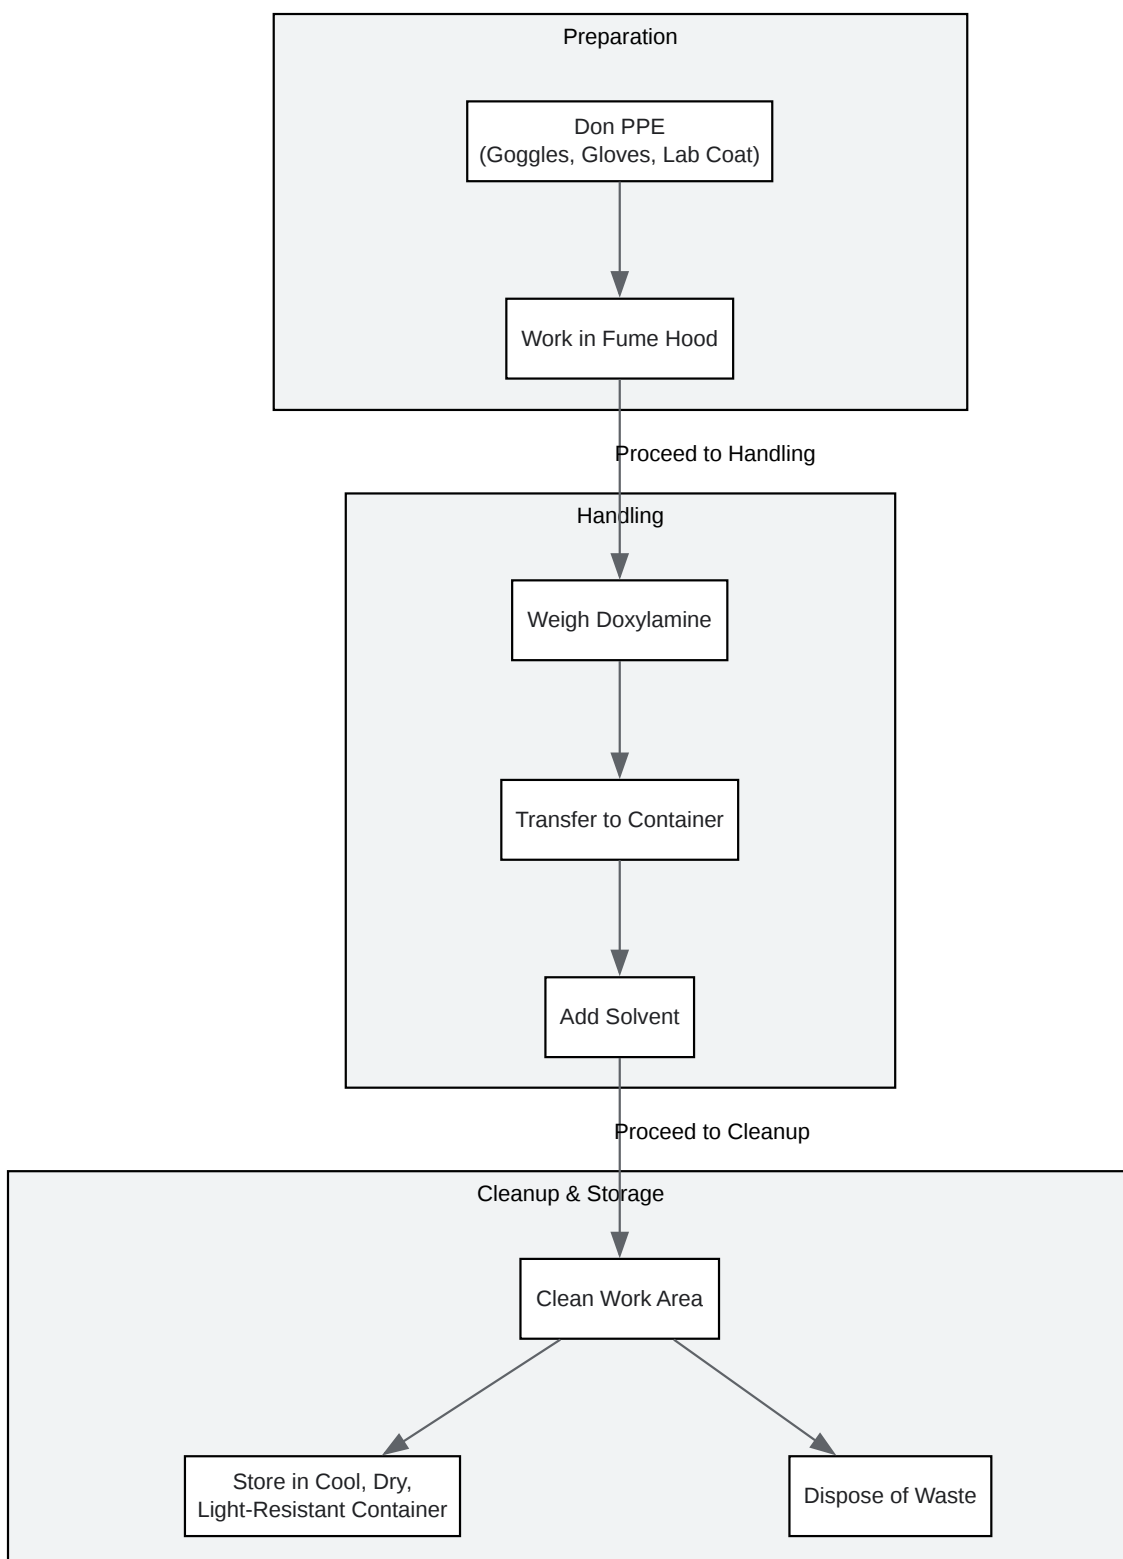 Preparation
Don PPE
(Goggles, Gloves, Lab Coat)
Work in Fume Hood
Proceed to Handling
Handling
Weigh Doxylamine
Transfer to Container
Add Solvent
Proceed to Cleanup
Cleanup & Storage
Clean Work Area
Store in Cool, Dry,
Light-Resistant Container
Dispose of Waste